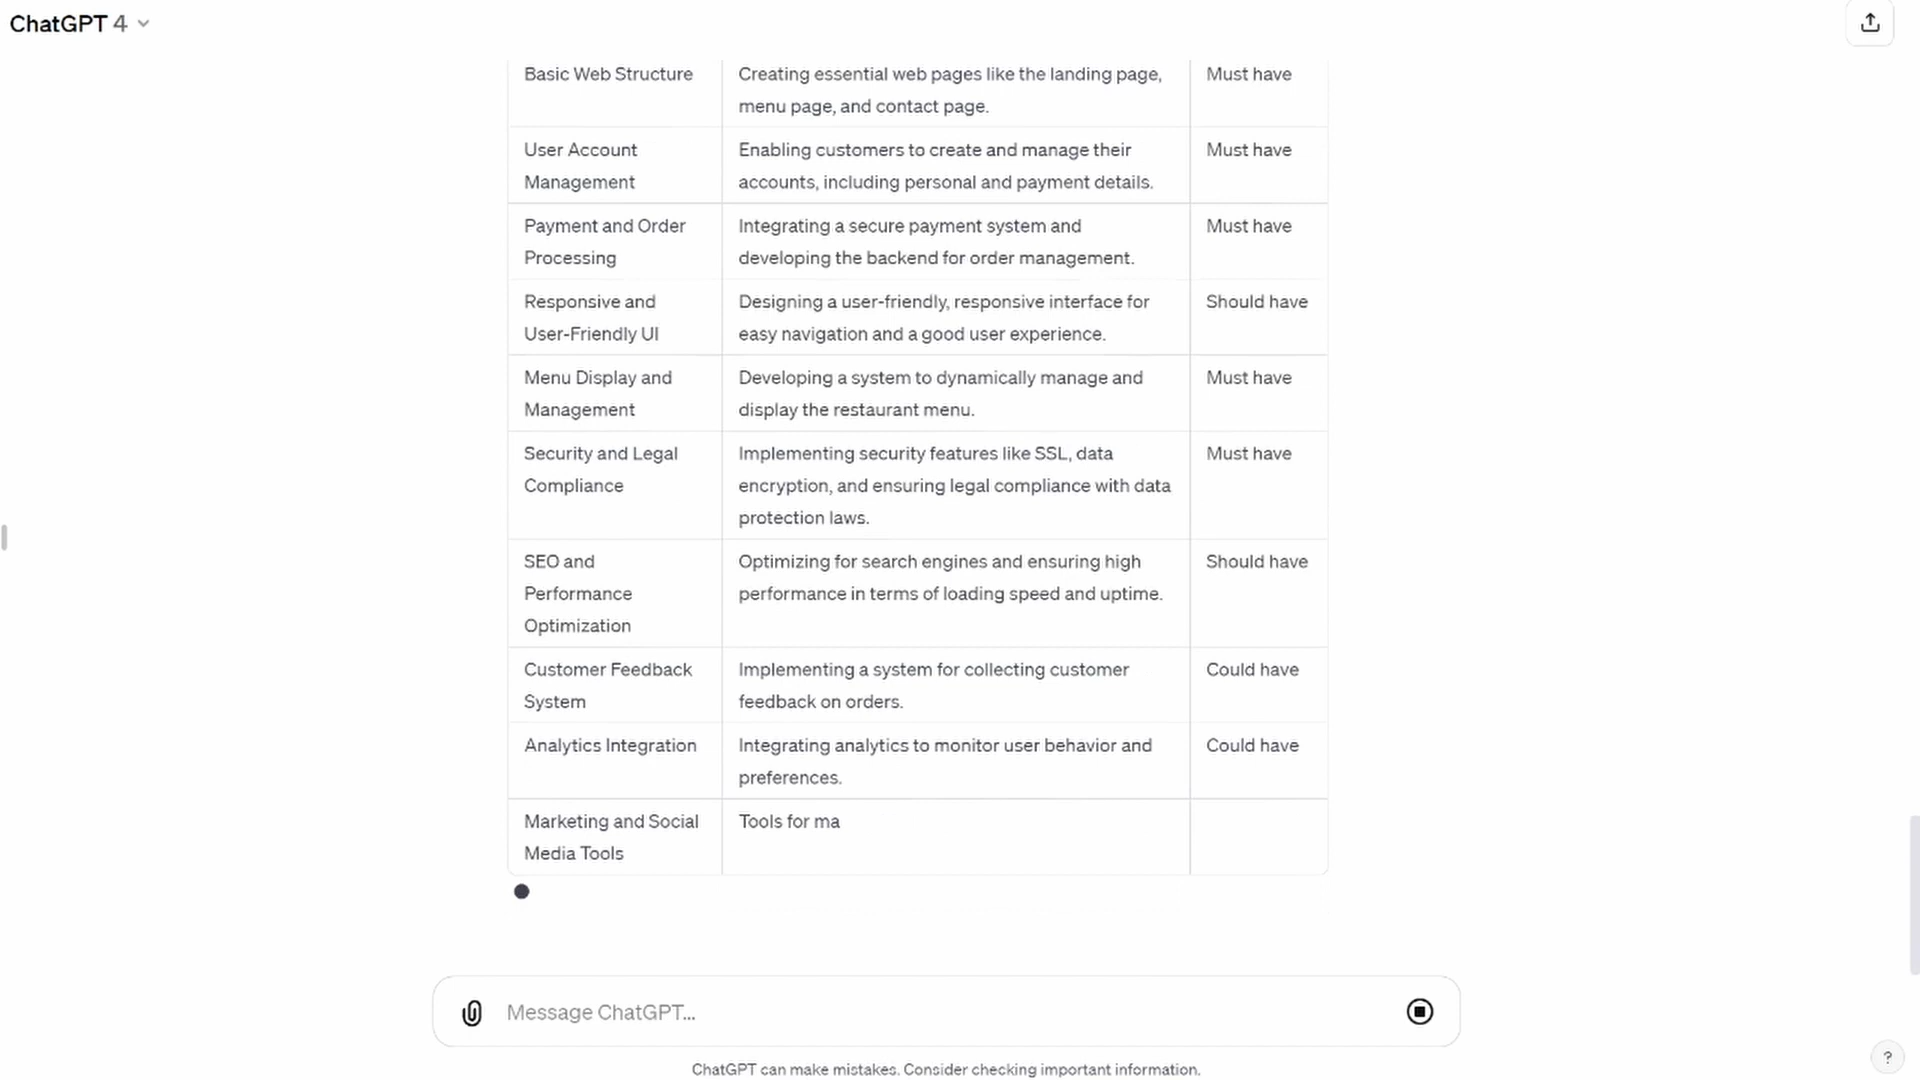 ChatGPT 4
Basic Web Structure
Creating essential web pages like the landing page,
menu page, and contact page.
Must have
User Account
Management
Enabling customers to create and manage their
accounts, including personal and payment details.
Must have
Payment and Order
Processing
Integrating a secure payment system and
developing the backend for order management.
Must have
Responsive and
User-Friendly UI
Designing a user-friendly, responsive interface for
easy navigation and a good user experience.
Should have
Menu Display and
Management
Developing a system to dynamically manage and
display the restaurant menu.
Must have
Security and Legal
Compliance
Implementing security features like SSL, data
encryption, and ensuring legal compliance with data
protection laws.
Must have
SEO and
Performance
Optimization
Optimizing for search engines and ensuring high
performance in terms of loading speed and uptime.
Should have
Customer Feedback
System
Implementing a system for collecting customer
feedback on orders.
Could have
Analytics Integration
Integrating analytics to monitor user behavior and
preferences.
Could have
Marketing and Social
Media Tools
Tools for ma
Message ChatGPT...
ChatGPT can make mistakes. Consider checking important information.
?